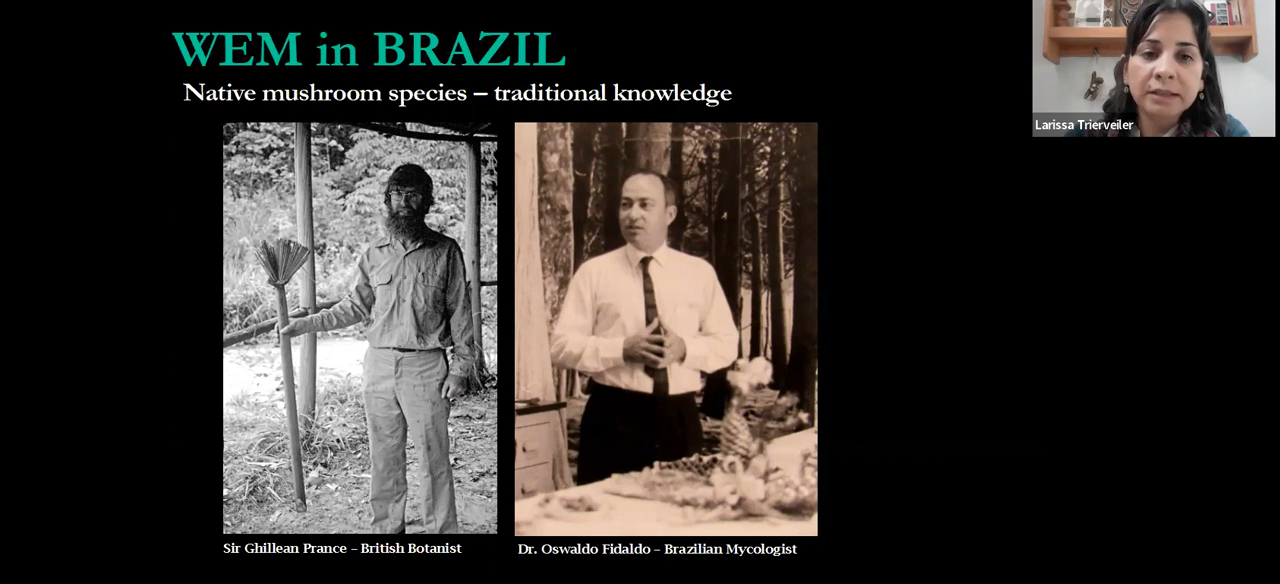 WEM in BRAZIL
Native mushroom species – traditional knowledge
Larissa Trierveiler
Sir Ghillean Prance – British Botanist
Dr. Oswaldo Fidaldo – Brazilian Mycologist